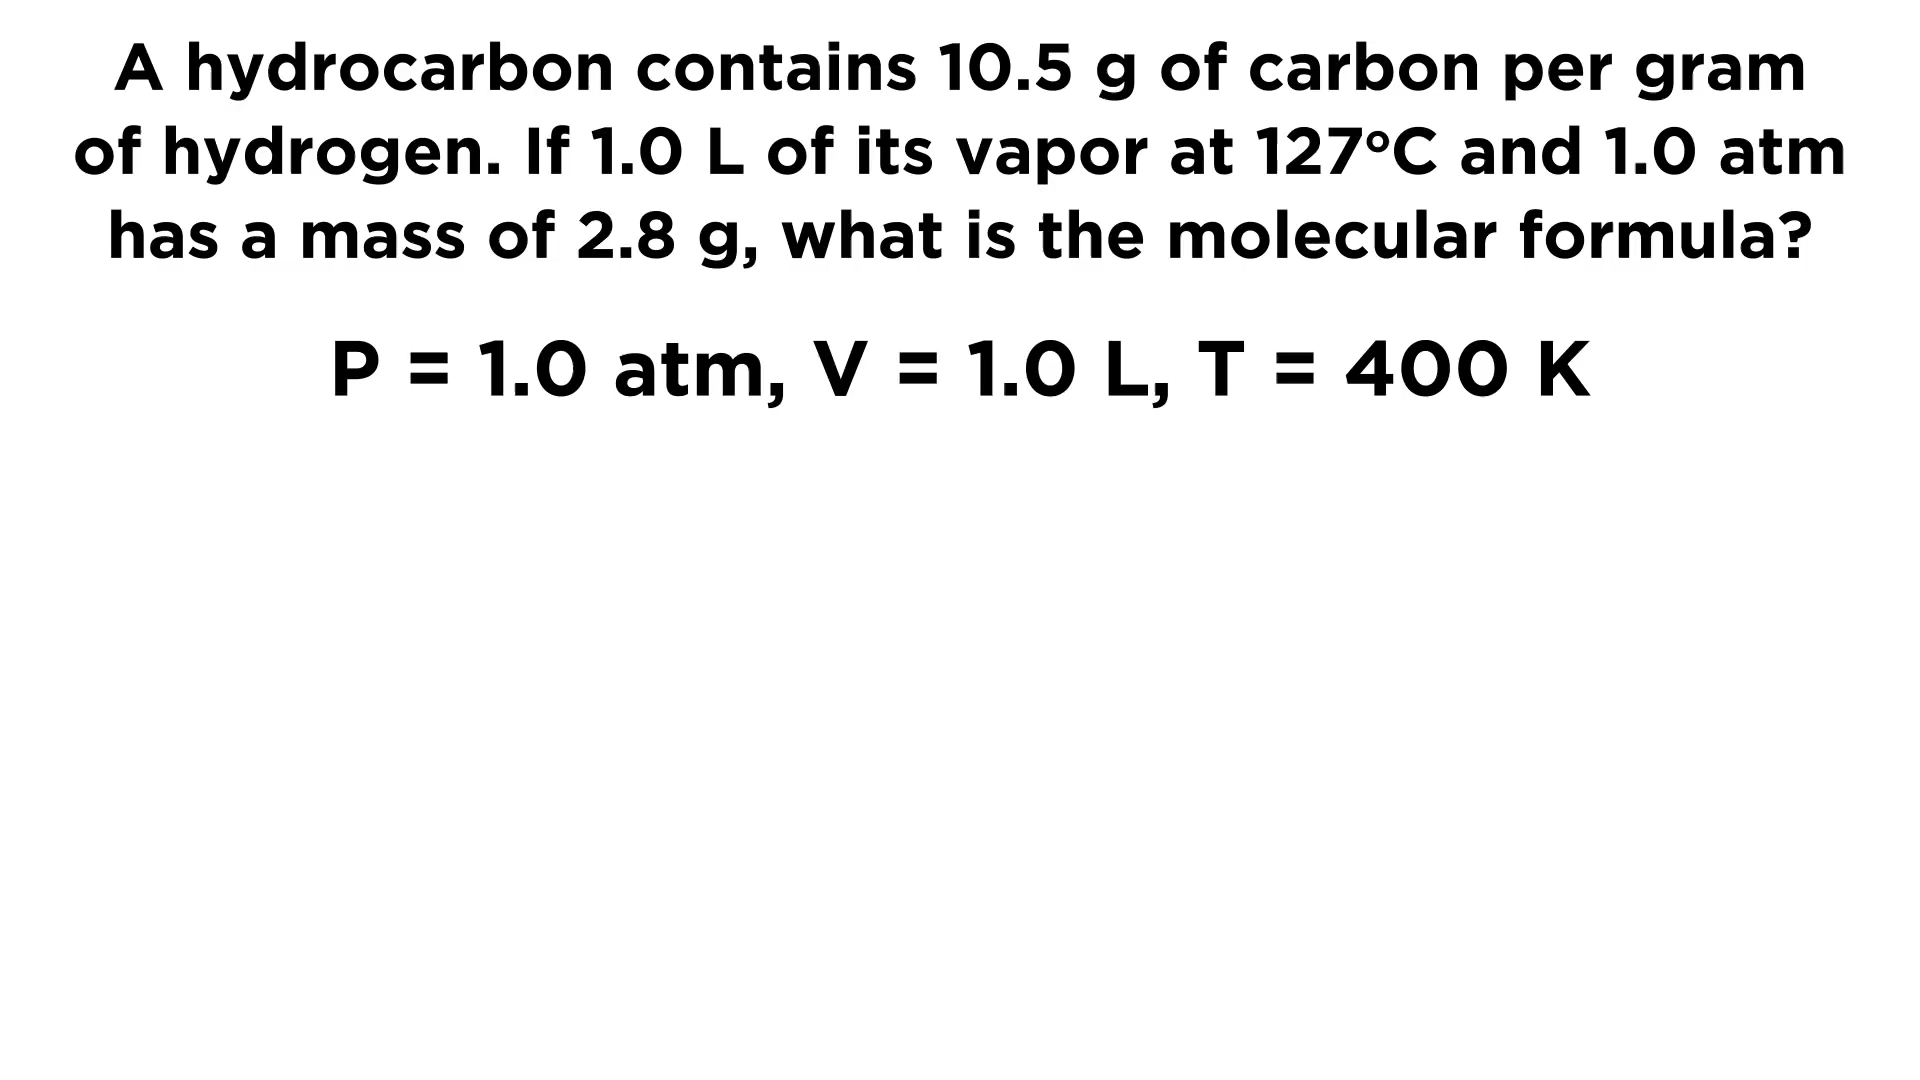 A hydrocarbon contains 10.5 g of carbon per gram
of hydrogen. If 1.0 L of its vapor at 127°C and 1.0 atm
has a mass of 2.8 g, what is the molecular formula?
P = 1.0 atm, V = 1.0 L, T = 400 K